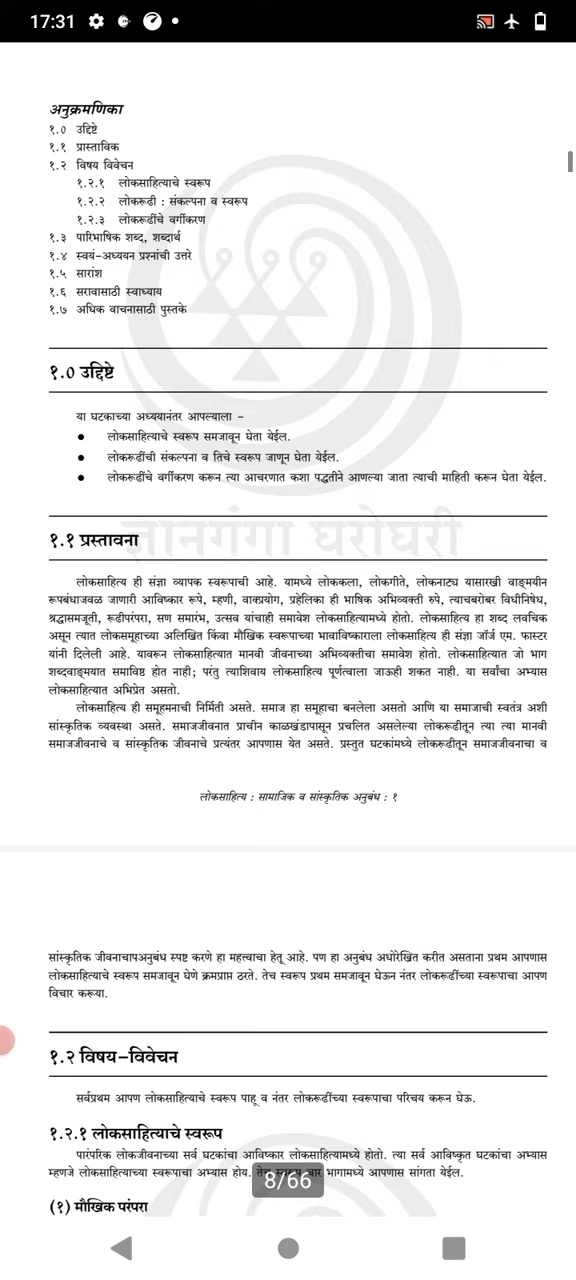 17:31
अनुक्रमणिका
१.० उद्दिष्टे
१.१ प्रास्ताविक
१.२ विषय विवेचन
१.२.१ लोकसाहित्याचे स्वरूप
१.२.२ लोकरूढी : संकल्पना व स्वरूप
१.२.३ लोकरूढींचे वर्गीकरण
१.३ पारिभाषिक शब्द, शब्दार्थ
१.४ स्वयं-अध्ययन प्रश्नांची उत्तरे
१.५ सारांश
१.६ सरावासाठी स्वाध्याय
१.७ अधिक वाचनासाठी पुस्तके
१.० उद्दिष्टे
या घटकाच्या अध्ययानंतर आपल्याला -
● लोकसाहित्याचे स्वरूप समजावून घेता येईल.
● लोकरूढींची संकल्पना व तिचे स्वरूप जाणून घेता येईल.
● लोकरूढींचे वर्गीकरण करून त्या आचरणात कशा पद्धतीने आणल्या जाता त्याची माहिती करून घेता येईल.
ज्ञानगंगा घरोघरी
१.१ प्रस्तावना
लोकसाहित्य ही संज्ञा व्यापक स्वरूपाची आहे. यामध्ये लोककला, लोकगीते, लोकनाट्य यासारखी वाङ्मयीन
रूपबंधाजवळ जाणारी आविष्कार रूपे, म्हणी, वाक्प्रयोग, प्रहेलिका ही भाषिक अभिव्यक्ती रुपे, त्याचबरोबर विधीनिषेध,
श्रद्धासमजूती, रूढीपरंपरा, सण समारंभ, उत्सव यांचाही समावेश लोकसाहित्यामध्ये होतो. लोकसाहित्य हा शब्द लवचिक
असून त्यात लोकसमूहाच्या अलिखित किंवा मौखिक स्वरूपाच्या भावाविष्काराला लोकसाहित्य ही संज्ञा जॉर्ज एम. फास्टर
यांनी दिलेली आहे. यावरून लोकसाहित्यात मानवी जीवनाच्या अभिव्यक्तीचा समावेश होतो. लोकसाहित्यात जो भाग
शब्दवाङमयात समाविष्ठ होत नाही; परंतु त्याशिवाय लोकसाहित्य पूर्णत्वाला जाऊही शकत नाही. या सर्वांचा अभ्यास
लोकसाहित्यात अभिप्रेत असतो.
लोकसाहित्य ही समूहमनाची निर्मिती असते. समाज हा समूहाचा बनलेला असतो आणि या समाजाची स्वतंत्र अशी
सांस्कृतिक व्यवस्था असते. समाजजीवनात प्राचीन काळखंडापासून प्रचलित असलेल्या लोकरूढीतून त्या त्या मानवी
समाजजीवनाचे व सांस्कृतिक जीवनाचे प्रत्यंतर आपणास येत असते. प्रस्तुत घटकांमध्ये लोकरूढीतून समाजजीवनाचा व
लोकसाहित्य : सामाजिक व सांस्कृतिक अनुबंध : १
सांस्कृतिक जीवनाचापअनुबंध स्पष्ट करणे हा महत्त्वाचा हेतू आहे. पण हा अनुबंध अधोरेखित करीत असताना प्रथम आपणास
लोकसाहित्याचे स्वरूप समजावून घेणे क्रमप्राप्त ठरते. तेच स्वरूप प्रथम समजावून घेऊन नंतर लोकरूढींच्या स्वरूपाचा आपण
विचार करूया.
१.२ विषय-विवेचन
सर्वप्रथम आपण लोकसाहित्याचे स्वरूप पाहू व नंतर लोकरूढींच्या स्वरूपाचा परिचय करून घेऊ.
१.२.१ लोकसाहित्याचे स्वरूप
पारंपरिक लोकजीवनाच्या सर्व घटकांचा आविष्कार लोकसाहित्यामध्ये होतो. त्या सर्व आविष्कृत घटकांचा अभ्यास
म्हणजे लोकसाहित्याच्या स्वरूपाचा अभ्यास होय. तेच चार भागामध्ये आपणास सांगता येईल.
8/66
(१) मौखिक परंपरा